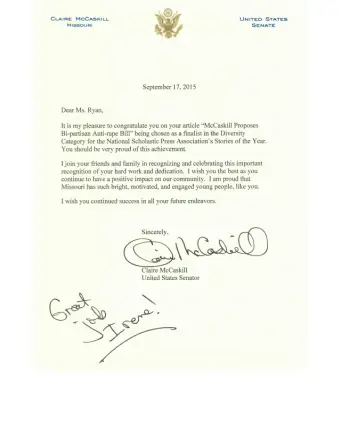 CLAIRE McCASKILL
MISSOURI
UNITED STATES
SENATE
September 17, 2015
Dear Ms. Ryan,
It is my pleasure to congratulate you on your article “McCaskill Proposes
Bi-partisan Anti-rape Bill” being chosen as a finalist in the Diversity
Category for the National Scholastic Press Association’s Stories of the Year.
You should be very proud of this achievement.
I join your friends and family in recognizing and celebrating this important
recognition of your hard work and dedication. I wish you the best as you
continue to have a positive impact on our community. I am proud that
Missouri has such bright, motivated, and engaged young people, like you.
I wish you continued success in all your future endeavors.
Sincerely,
Claire McCaskill
Claire McCaskill
United States Senator
Great
job
Irene!